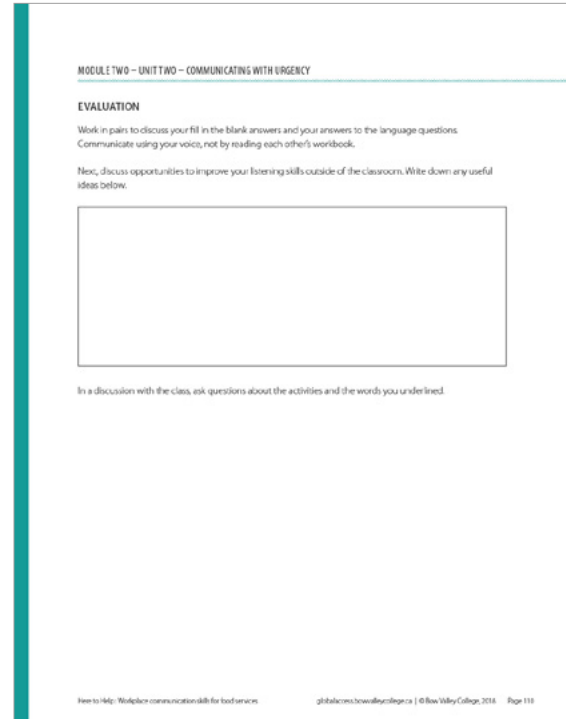 MODULE TWO – UNIT TWO – COMMUNICATING WITH URGENCY
EVALUATION
Work in pairs to discuss your fill in the blank answers and your answers to the language questions.
Communicate using your voice, not by reading each other's workbook.
Next, discuss opportunities to improve your listening skills outside of the classroom. Write down any useful
ideas below.
In a discussion with the class, ask questions about the activities and the words you underlined.
Here to Help: Workplace communication skills for food services globalaccess.bowvalleycollege.ca | © Bow Valley College, 2018 Page 110